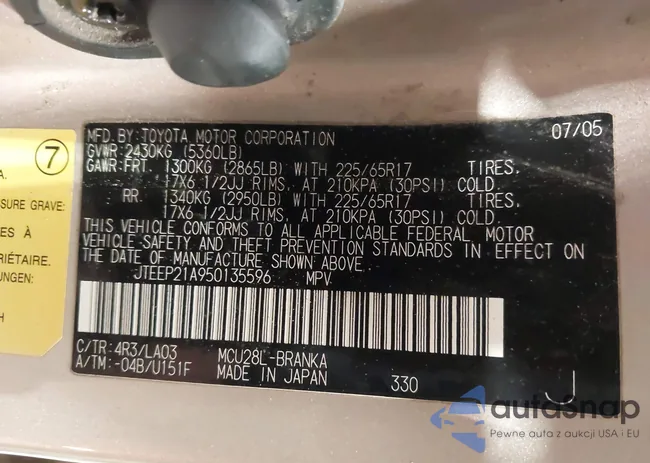 MFD.BY:TOYOTA MOTOR CORPORATION 07/05
GVWR 2430KG (5360LB)
GAWR:FRT. 1300KG (2865LB) WITH 225/65R17 TIRES.
17X6 1/2JJ RIMS, AT 210KPA (30PSI) COLD.
RR 1340KG (2950LB) WITH 225/65R17 TIRES.
17X6 1/2JJ RIMS, AT 210KPA (30PSI) COLD.
THIS VEHICLE CONFORMS TO ALL APPLICABLE FEDERAL MOTOR
VEHICLE SAFETY AND THEFT PREVENTION STANDARDS IN EFFECT ON
THE DATE OF MANUFACTURE SHOWN ABOVE.
JTEEP21A950135596 MPV
C/TR: 4R3/LA03 MCU28L-BRANKA
A/TM: -04B/U151F MADE IN JAPAN 330 J
7
A.
SURE GRAVE:
ES À
RIÉTAIRE.
UNGEN:
H
autasnap
Pewne auta z aukcji USA i EU